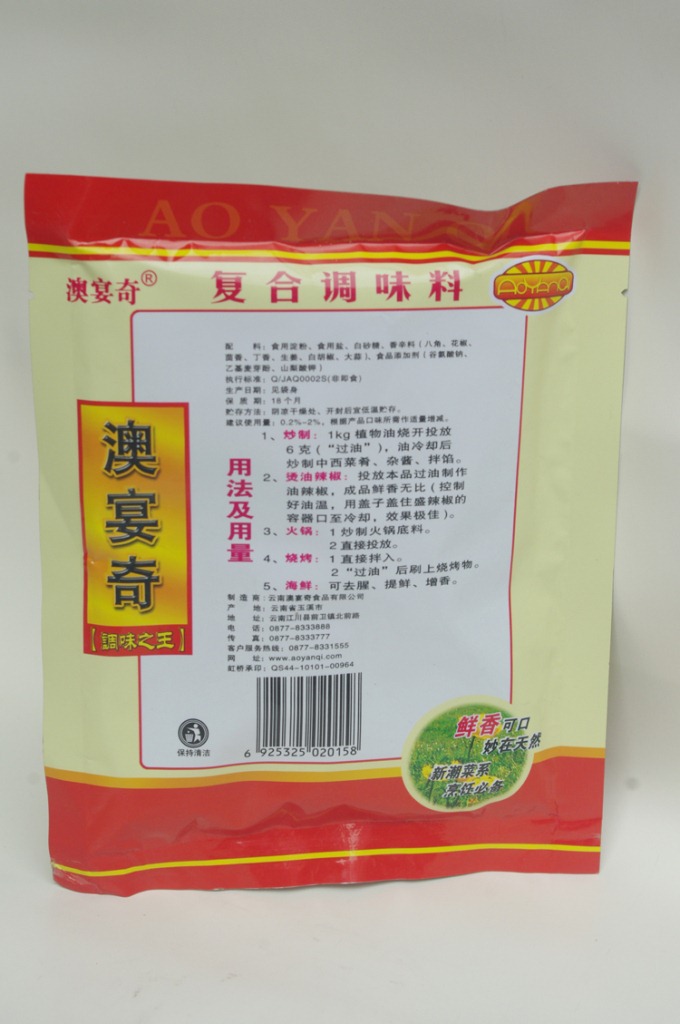 AO YAN
澳宴奇®
复合调味料
AoYanQi
配　料：食用淀粉、食用盐、白砂糖、香辛料（八角、花椒、
茴香、丁香、生姜、白胡椒、大蒜）、食品添加剂（谷氨酸钠、
乙基麦芽酚、山梨酸钾）
执行标准：Q/JAQ0002S(非即食)
生产日期：见袋身
保 质 期：18个月
贮存方法：阴凉干燥处、开封后宜低温贮存。
建议使用量：0.2%–2%。根据产品口味所需作适量增减。
用法及用量
1、炒制：1kg 植物油烧开投放
6 克（“过油”），油冷却后
炒制中西菜肴、杂酱、拌馅。
2、烫油辣椒：投放本品过油制作
油辣椒，成品鲜香无比（控制
好油温，用盖子盖住盛辣椒的
容器口至冷却，效果极佳）。
3、火锅：1 炒制火锅底料。
2 直接投放。
4、烧烤：1 直接拌入。
2 “过油”后刷上烧烤物。
5、海鲜：可去腥、提鲜、增香。
制 造 商：云南澳宴奇食品有限公司
产　地：云南省玉溪市
地　址：云南江川县前卫镇北前路
电　话：0877-8333888
传　真：0877-8333777
客户服务热线：0877-8331555
网　址：www.aoyanqi.com
虹桥承印：QS44-10101-00964
澳宴奇
【調味之王】
保持清洁
6 925325 020158
鲜香可口
妙在天然
新潮菜系
烹饪必备